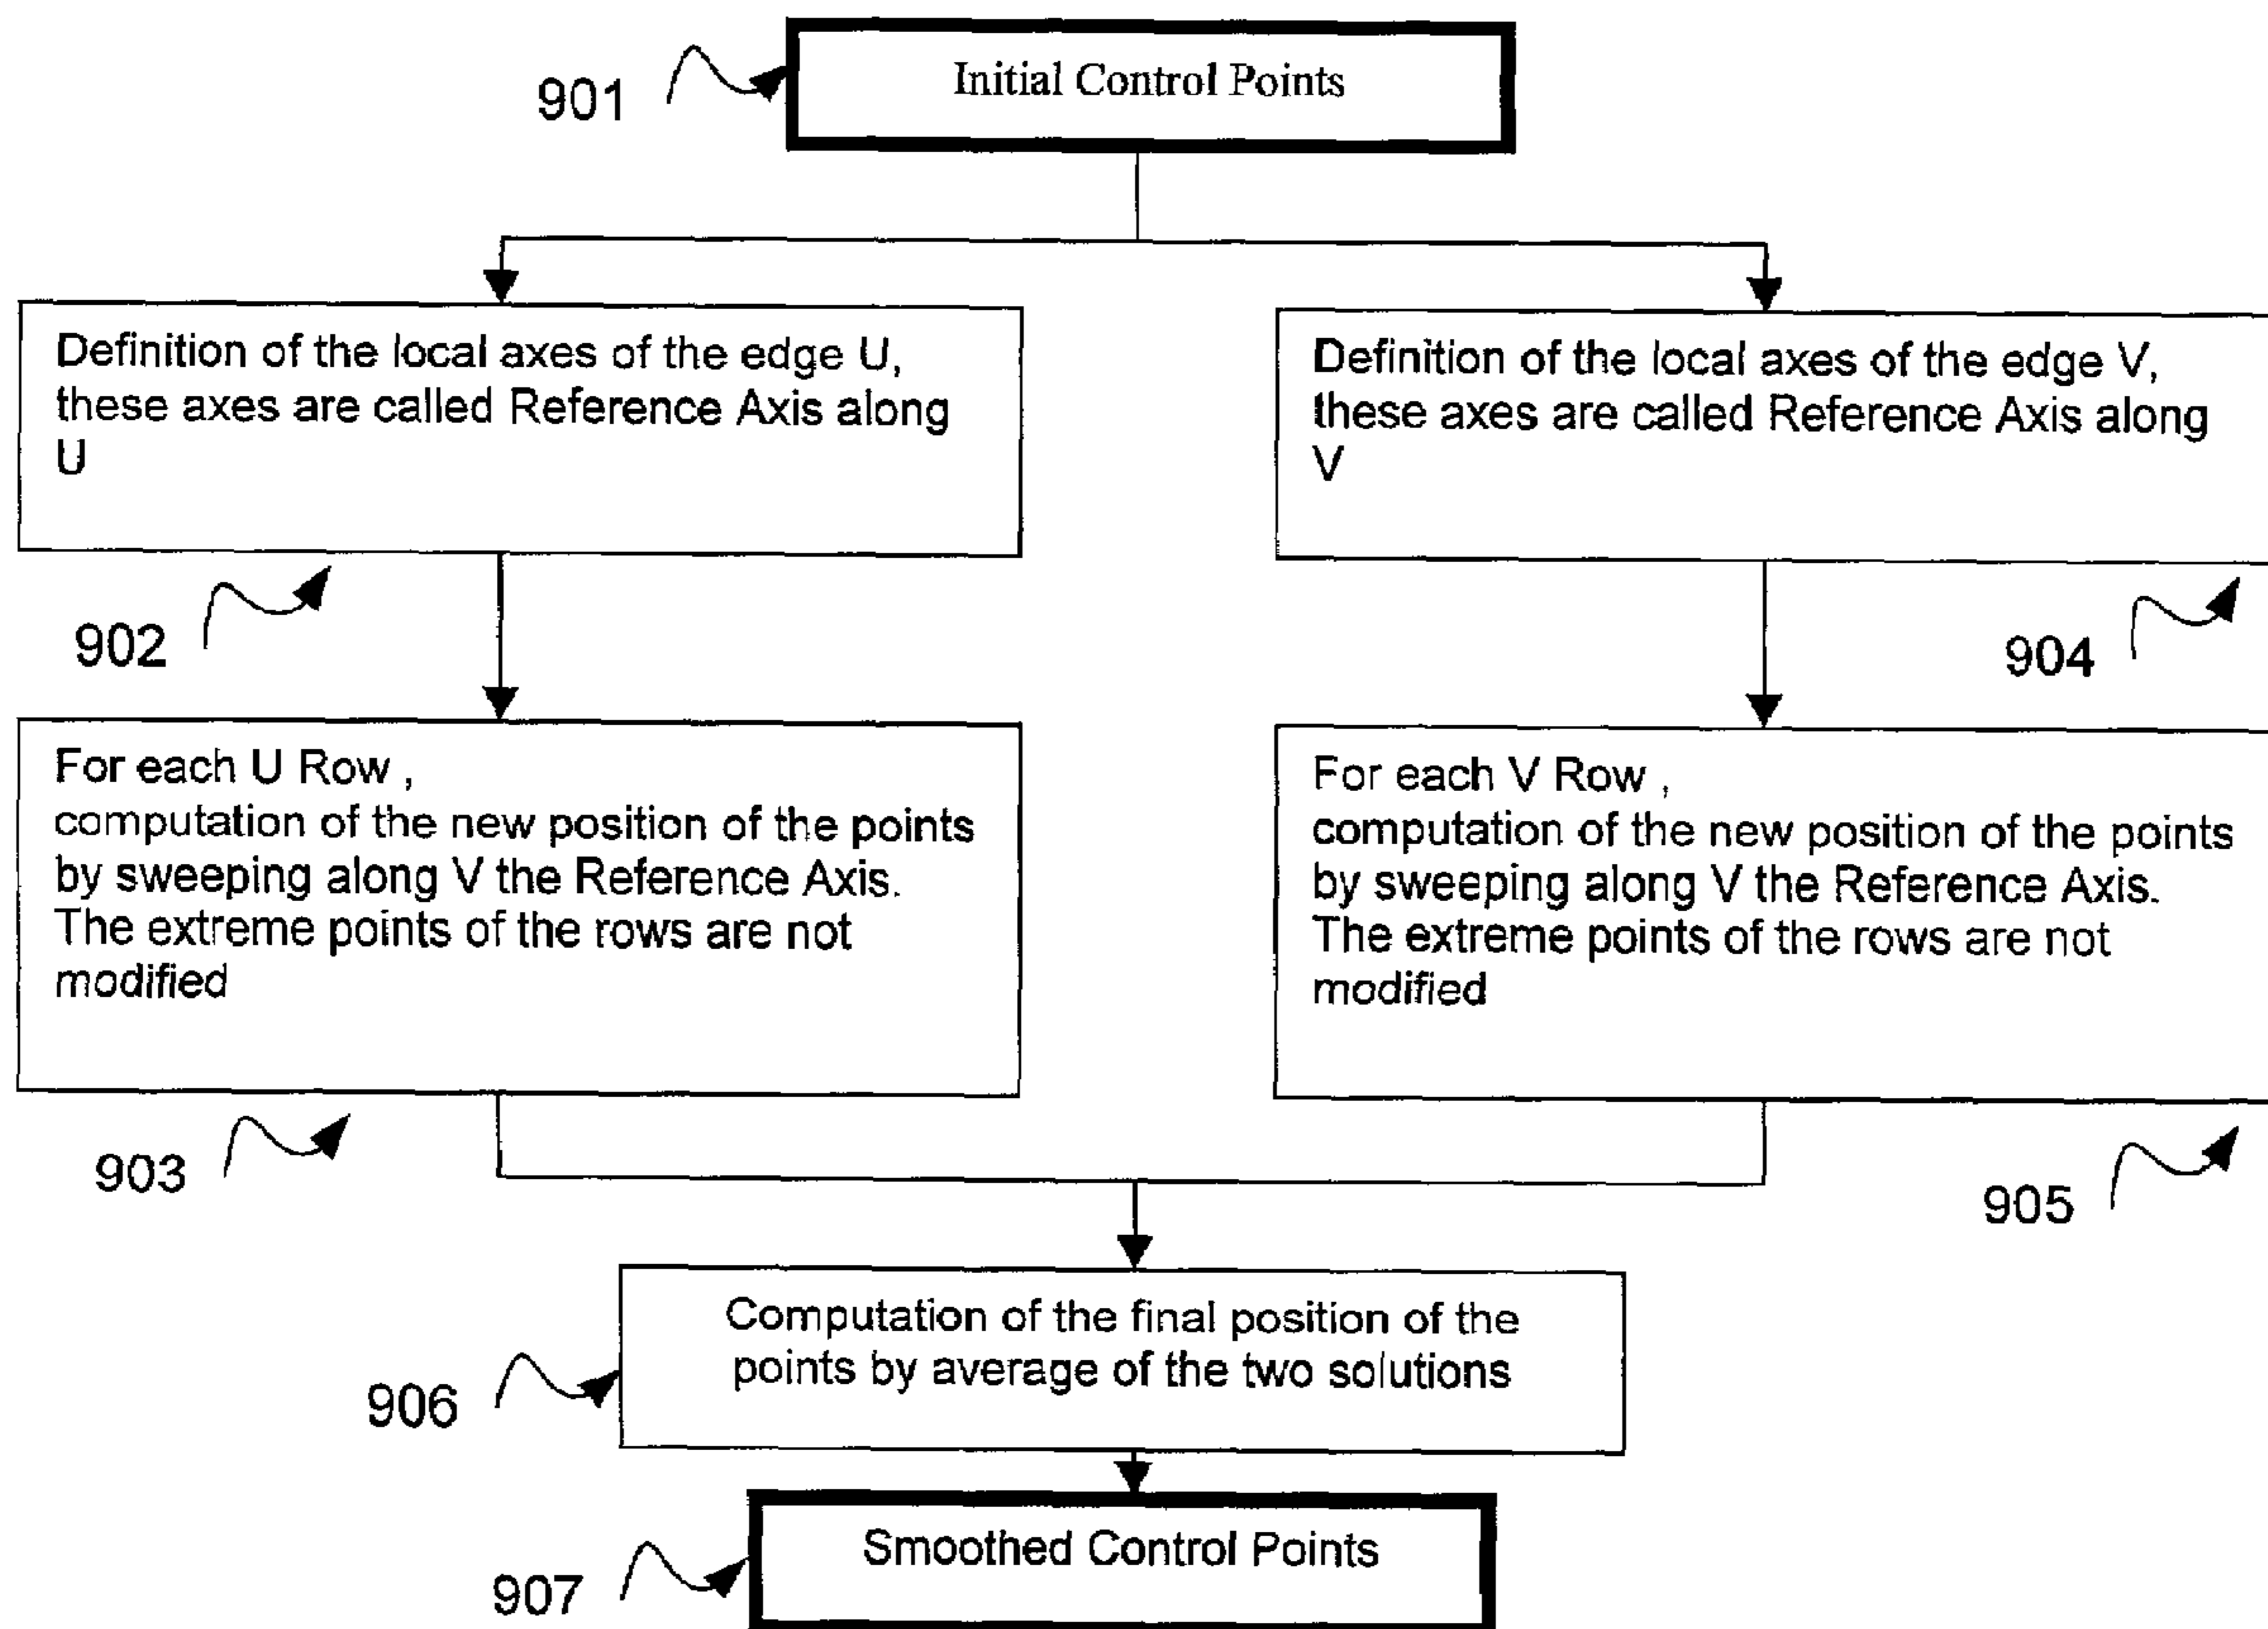 901
Initial Control Points
Definition of the local axes of the edge U,
these axes are called Reference Axis along
U
902
Definition of the local axes of the edge V,
these axes are called Reference Axis along
V
904
For each U Row ,
computation of the new position of the points
by sweeping along V the Reference Axis.
The extreme points of the rows are not
modified
903
For each V Row ,
computation of the new position of the points
by sweeping along V the Reference Axis.
The extreme points of the rows are not
modified
905
Computation of the final position of the
points by average of the two solutions
906
Smoothed Control Points
907